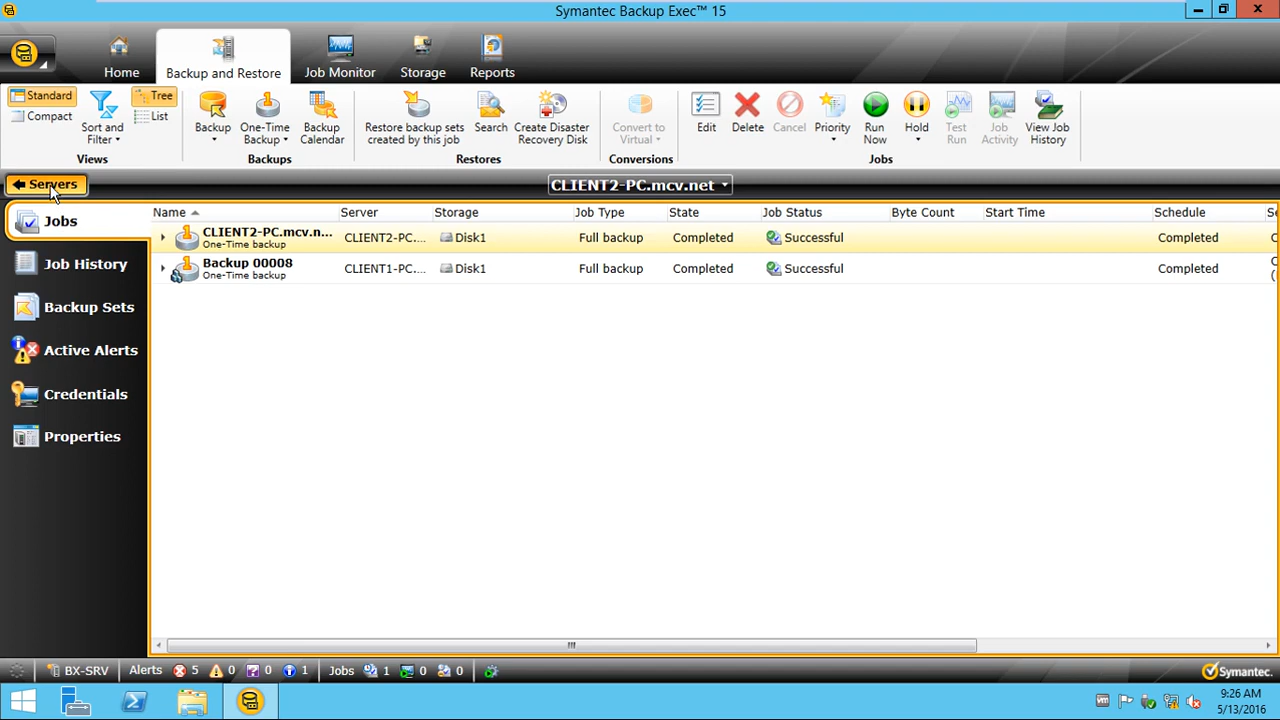 Symantec Backup Exec™ 15
Home
Backup and Restore
Job Monitor
Storage
Reports
Standard
Compact
Sort and Filter
Tree
List
Views
Backup
One-Time Backup
Backup Calendar
Backups
Restore backup sets created by this job
Search
Create Disaster Recovery Disk
Restores
Convert to Virtual
Conversions
Edit
Delete
Cancel
Priority
Run Now
Hold
Test Run
Job Activity
View Job History
Jobs
Servers
CLIENT2-PC.mcv.net
Jobs
Job History
Backup Sets
Active Alerts
Credentials
Properties
Name Server Storage Job Type State Job Status Byte Count Start Time Schedule
CLIENT2-PC.mcv.n... CLIENT2-PC.... Disk1 Full backup Completed Successful Completed
One-Time backup
Backup 00008 CLIENT1-PC.... Disk1 Full backup Completed Successful Completed
One-Time backup
BX-SRV Alerts 5 0 0 1 Jobs 1 0 0
Symantec.
9:26 AM
5/13/2016